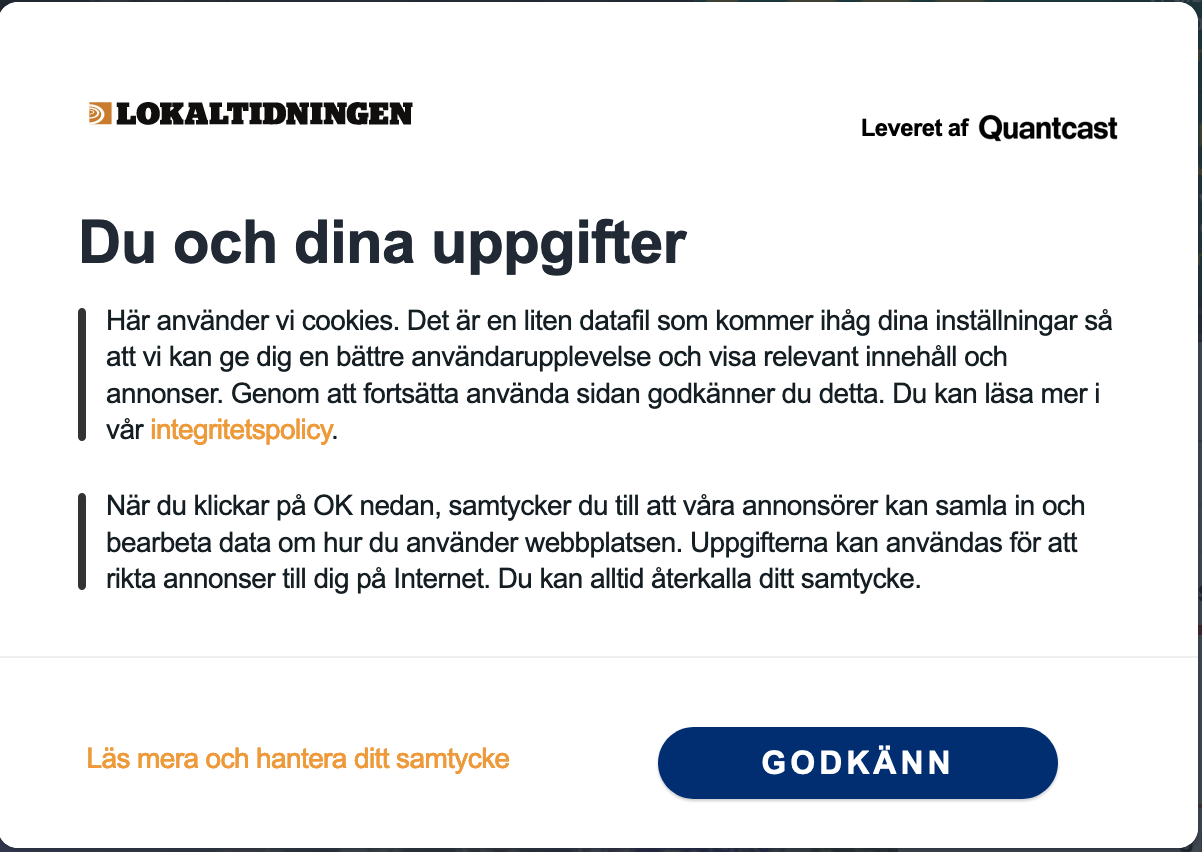 LOKALTIDNINGEN
Leveret af Quantcast
Du och dina uppgifter
Här använder vi cookies. Det är en liten datafil som kommer ihåg dina inställningar så
att vi kan ge dig en bättre användarupplevelse och visa relevant innehåll och
annonser. Genom att fortsätta använda sidan godkänner du detta. Du kan läsa mer i
vår integritetspolicy.
När du klickar på OK nedan, samtycker du till att våra annonsörer kan samla in och
bearbeta data om hur du använder webbplatsen. Uppgifterna kan användas för att
rikta annonser till dig på Internet. Du kan alltid återkalla ditt samtycke.
Läs mera och hantera ditt samtycke
GODKÄNN